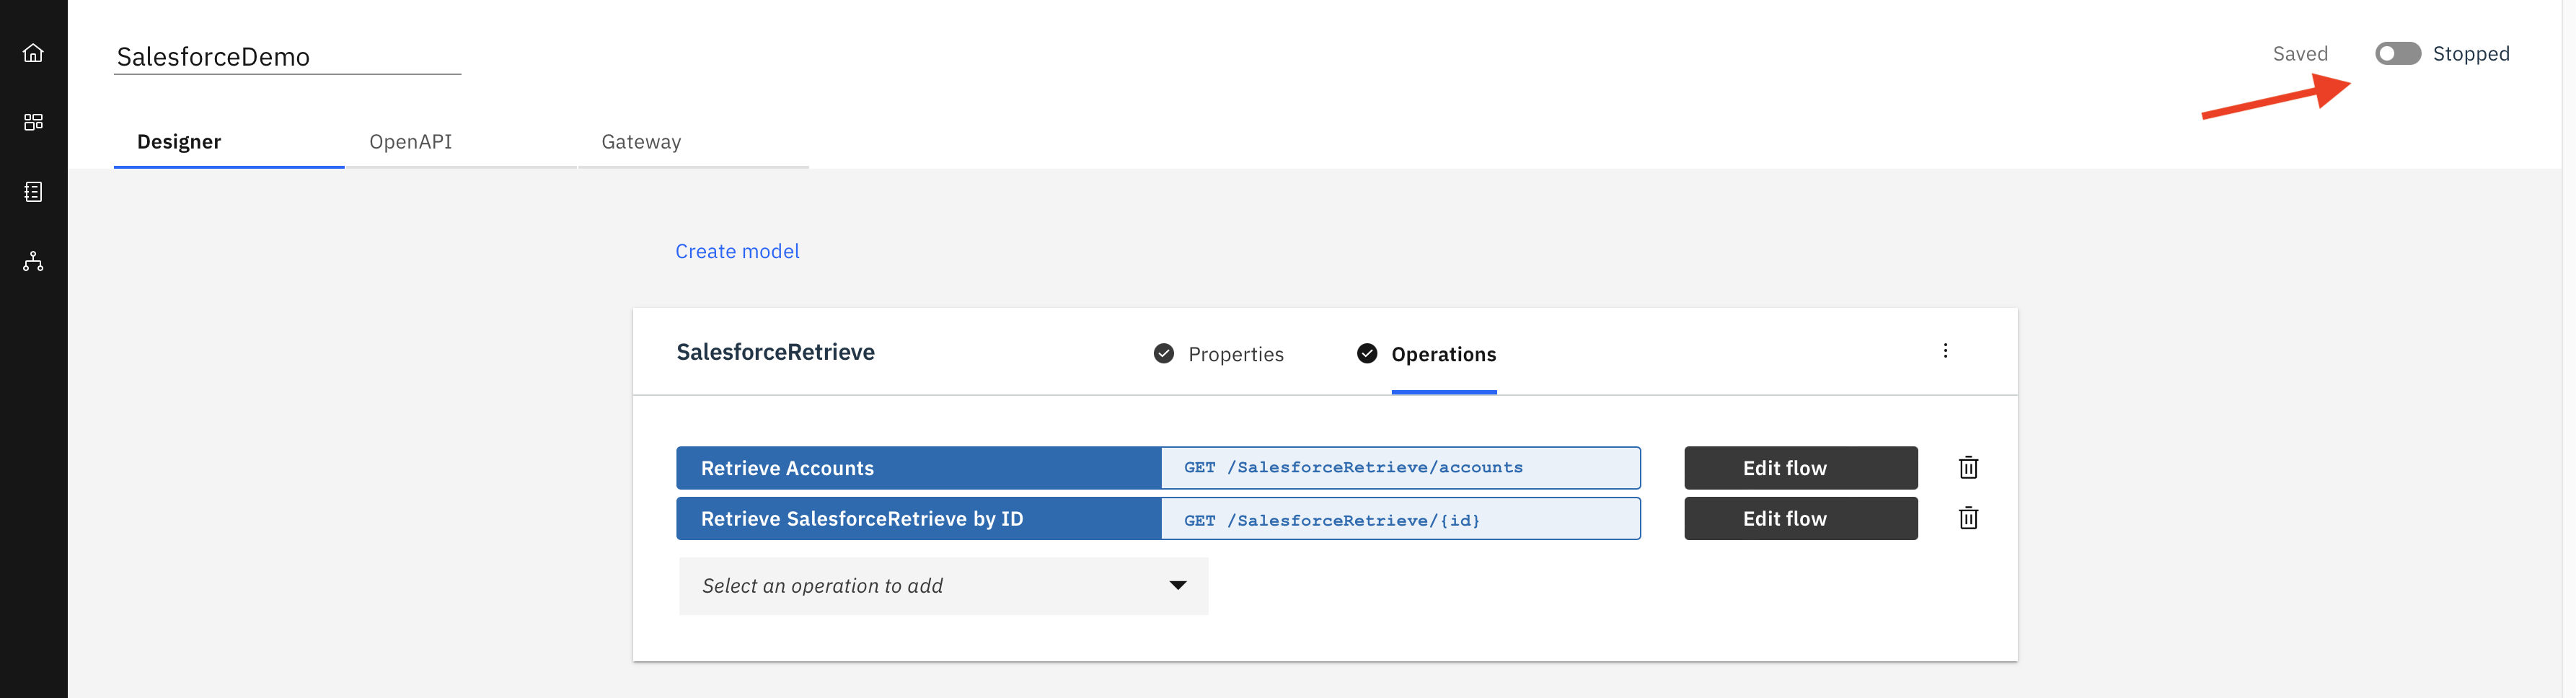 SalesforceDemo
Saved
Stopped
Designer
OpenAPI
Gateway
Create model
SalesforceRetrieve
Properties
Operations
Retrieve Accounts
GET /SalesforceRetrieve/accounts
Edit flow
Retrieve SalesforceRetrieve by ID
GET /SalesforceRetrieve/{id}
Edit flow
Select an operation to add